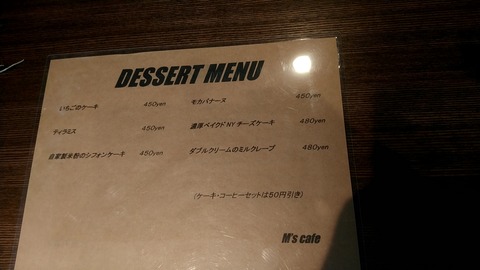 DESSERT MENU
いちごのケーキ 450yen
ティラミス 450yen
自家製米粉のシフォンケーキ 450yen
モカバナーヌ 450yen
濃厚ベイクドNYチーズケーキ 480yen
ダブルクリームのミルクレープ 480yen
(ケーキ・コーヒーセットは50円引き)
M's cafe